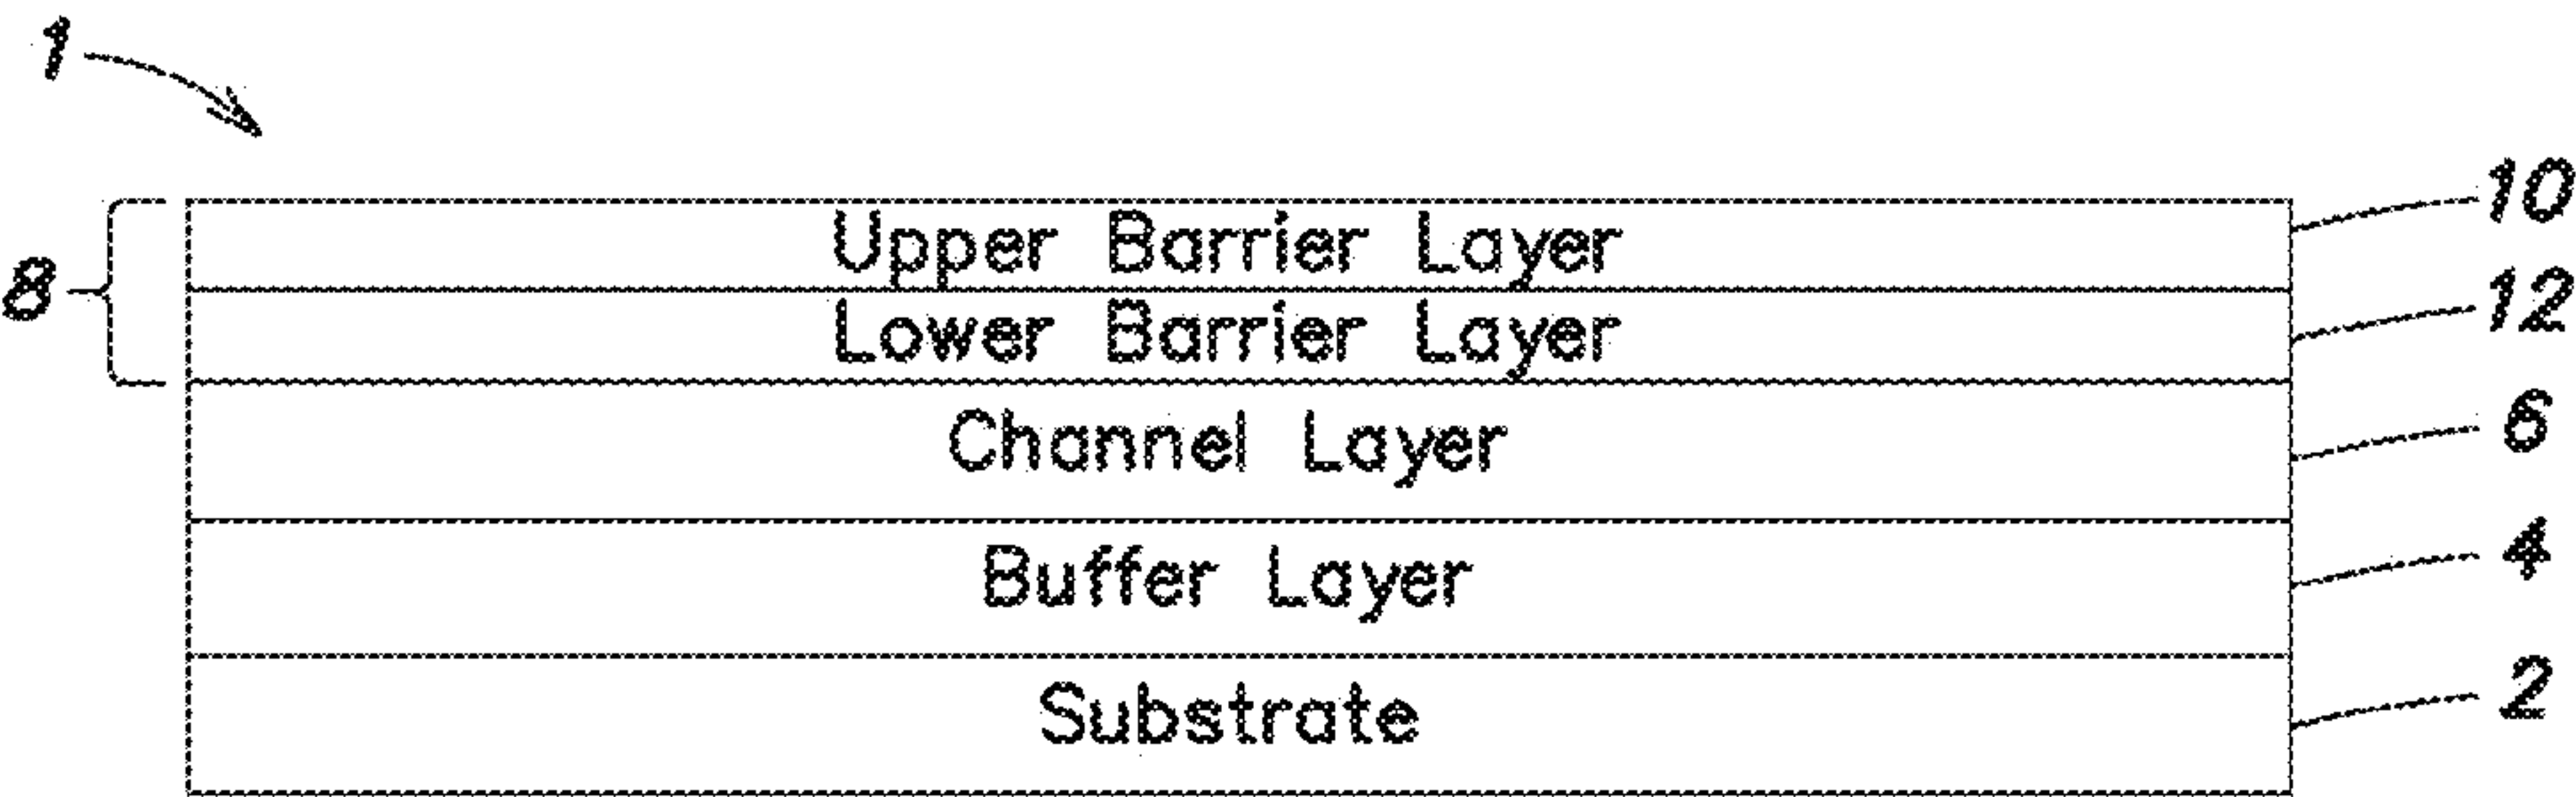 1
10
Upper Barrier Layer
8
12
Lower Barrier Layer
6
Channel Layer
4
Buffer Layer
2
Substrate